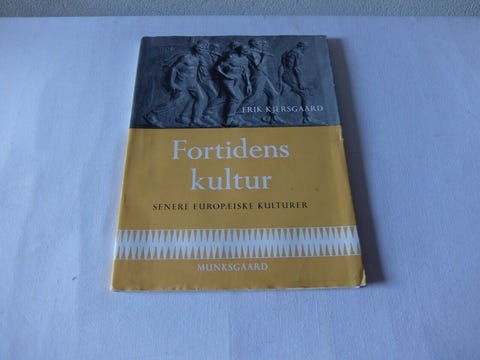 ERIK KJERSGAARD
Fortidens
kultur
SENERE EUROPÆISKE KULTURER
MUNKSGAARD